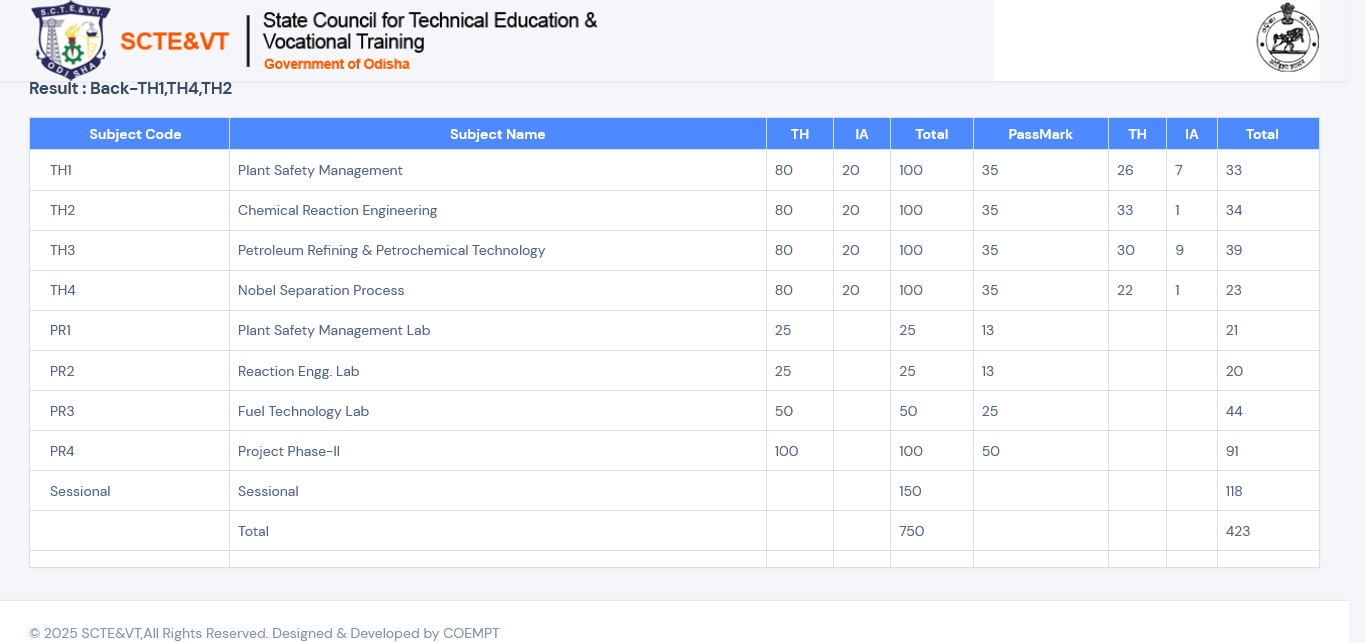 S.C.T.E.&V.T.
ODISHA
SCTE&VT
State Council for Technical Education &
Vocational Training
Government of Odisha
Result : Back-TH1,TH4,TH2
Subject Code Subject Name TH IA Total PassMark TH IA Total
TH1 Plant Safety Management 80 20 100 35 26 7 33
TH2 Chemical Reaction Engineering 80 20 100 35 33 1 34
TH3 Petroleum Refining & Petrochemical Technology 80 20 100 35 30 9 39
TH4 Nobel Separation Process 80 20 100 35 22 1 23
PR1 Plant Safety Management Lab 25 25 13 21
PR2 Reaction Engg. Lab 25 25 13 20
PR3 Fuel Technology Lab 50 50 25 44
PR4 Project Phase-II 100 100 50 91
Sessional Sessional 150 118
Total 750 423
© 2025 SCTE&VT,All Rights Reserved. Designed & Developed by COEMPT